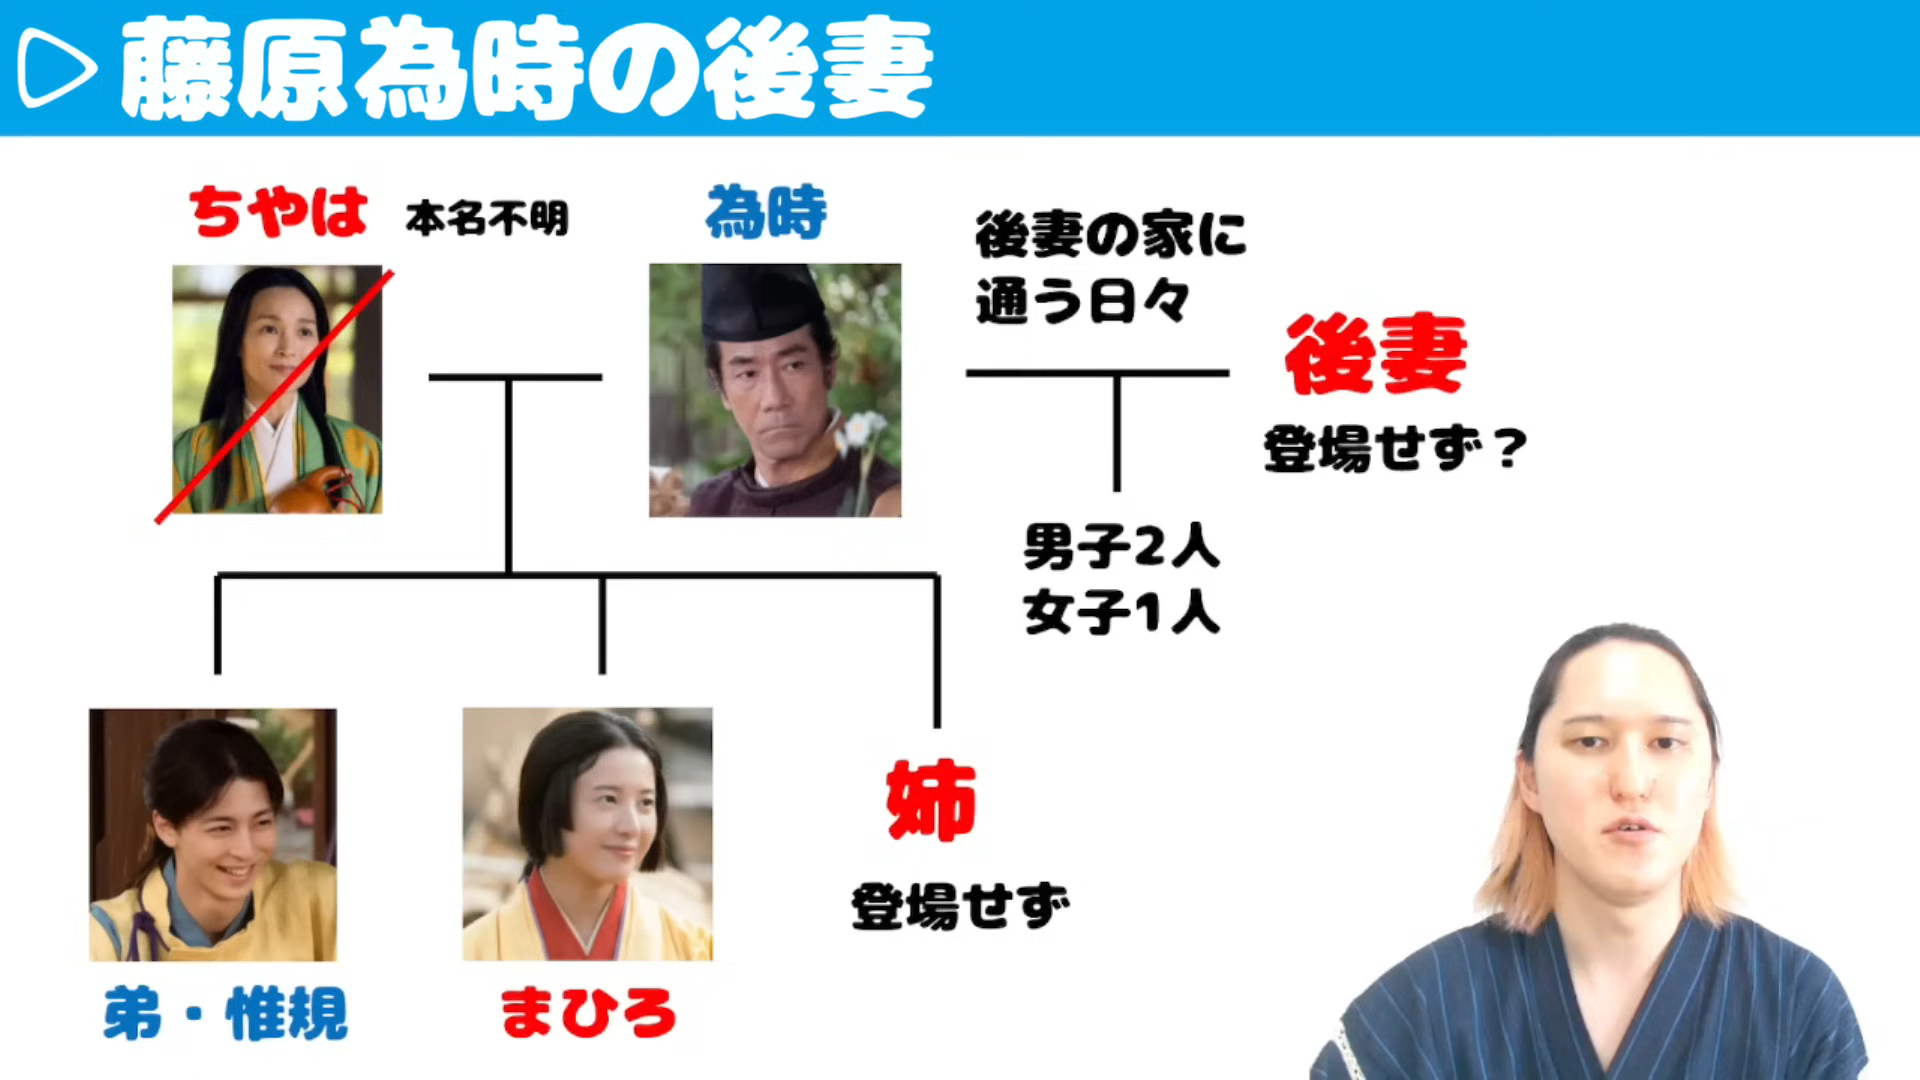 藤原為時の後妻
ちやは 本名不明
為時
後妻の家に
通う日々
後妻
登場せず？
男子2人
女子1人
姉
登場せず
弟・惟規
まひろ